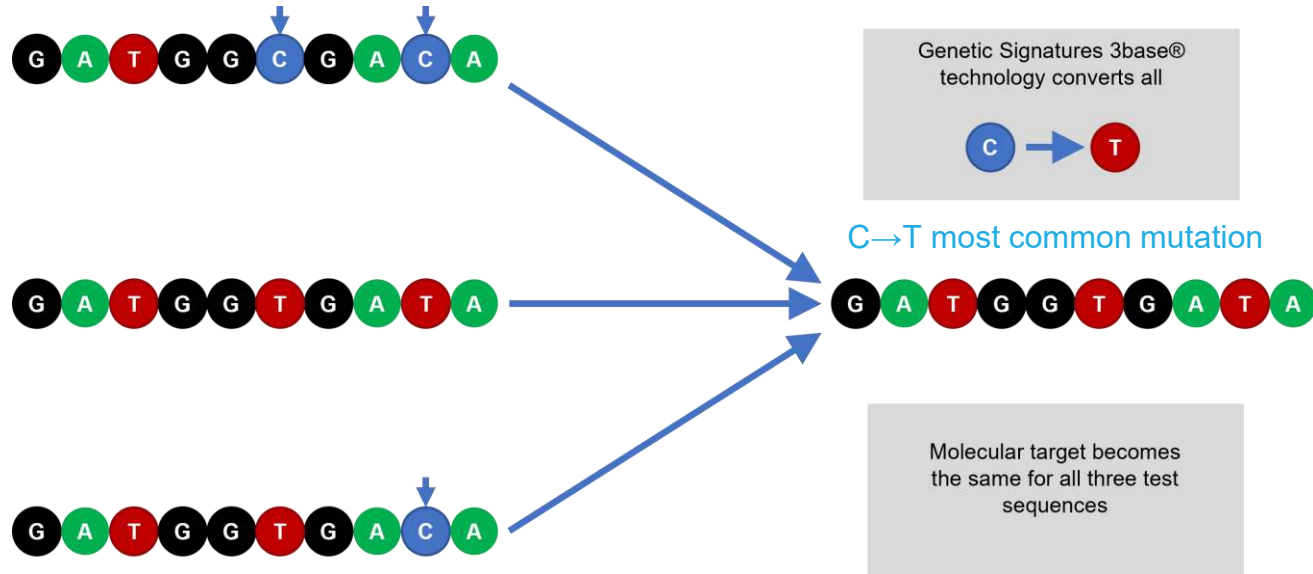 G A T G G C G A C A
Genetic Signatures 3base®
technology converts all
C T
C→T most common mutation
G A T G G T G A T A
G A T G G T G A T A
Molecular target becomes
the same for all three test
sequences
G A T G G T G A C A